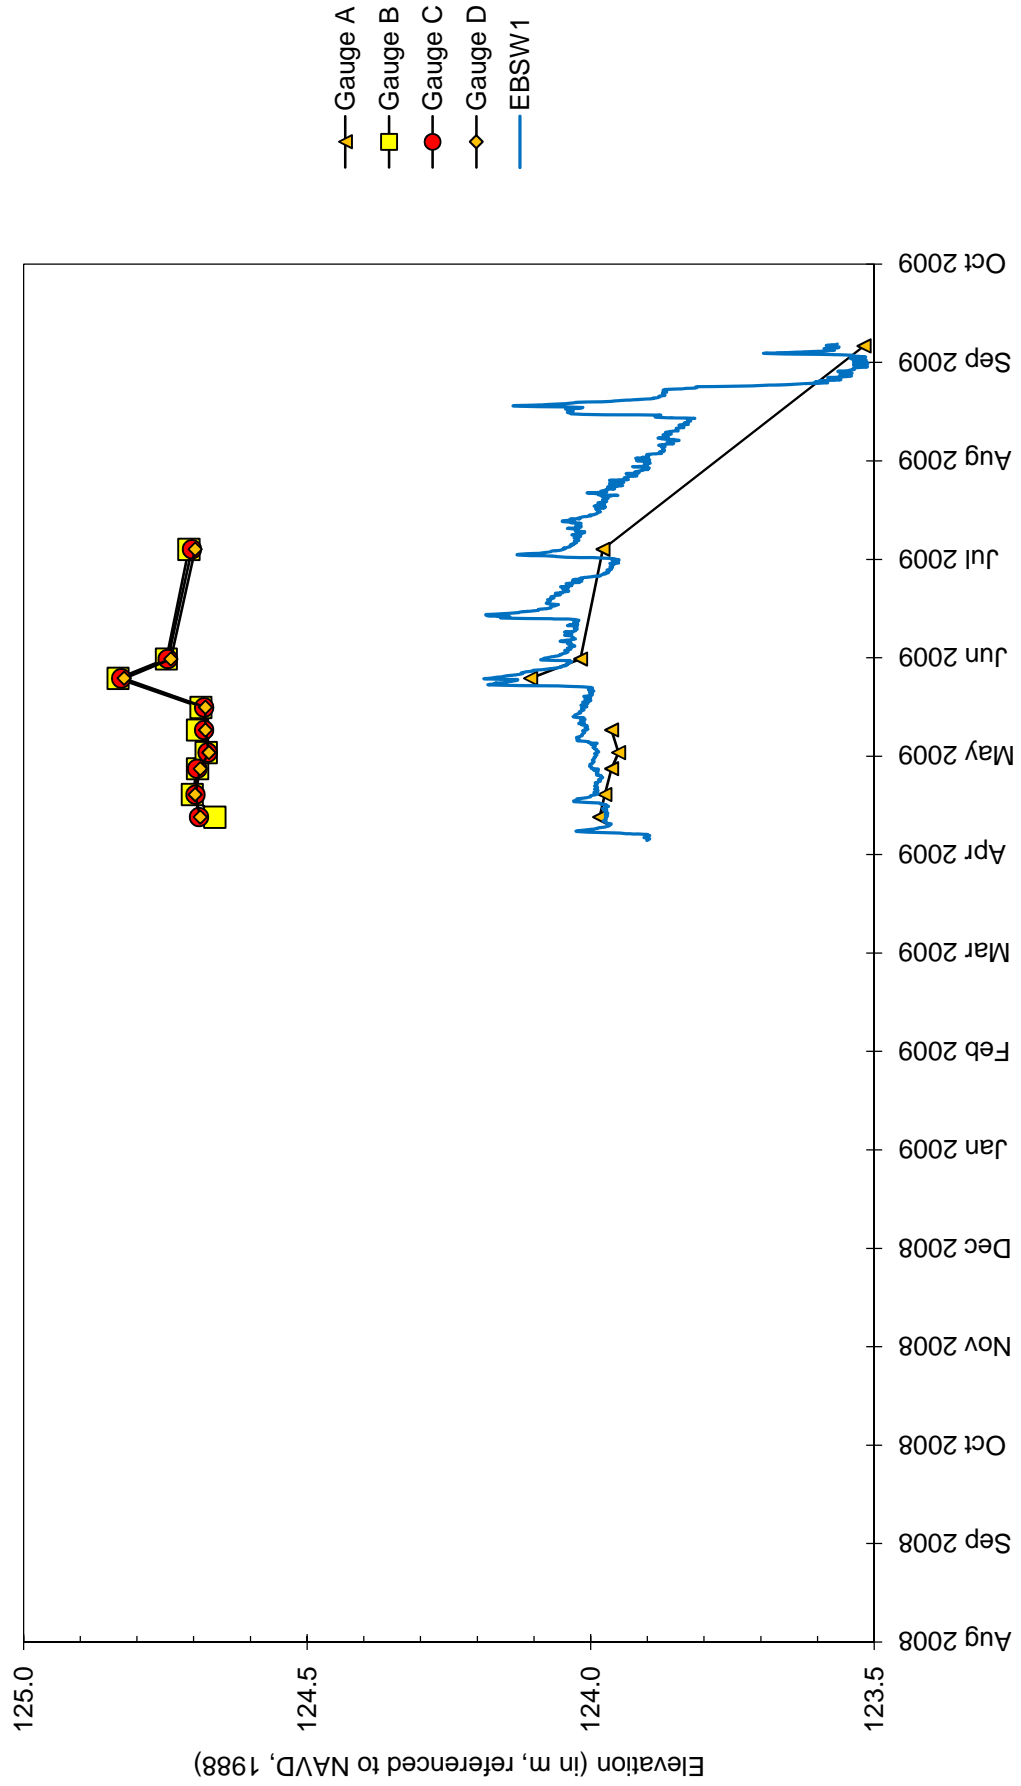 Elevation (in m, referenced to NAVD, 1988)
125.0
124.5
124.0
123.5
Aug 2008
Sep 2008
Oct 2008
Nov 2008
Dec 2008
Jan 2009
Feb 2009
Mar 2009
Apr 2009
May 2009
Jun 2009
Jul 2009
Aug 2009
Sep 2009
Oct 2009
Gauge A
Gauge B
Gauge C
Gauge D
EBSW1